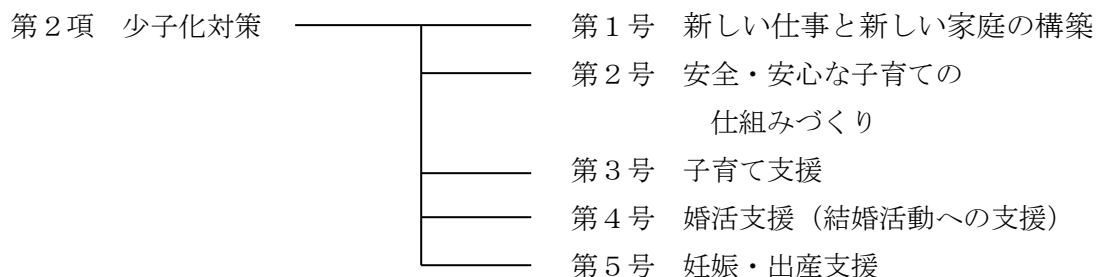 第２項　少子化対策　第１号　新しい仕事と新しい家庭の構築
第２号　安全・安心な子育ての
仕組みづくり
第３号　子育て支援
第４号　婚活支援（結婚活動への支援）
第５号　妊娠・出産支援